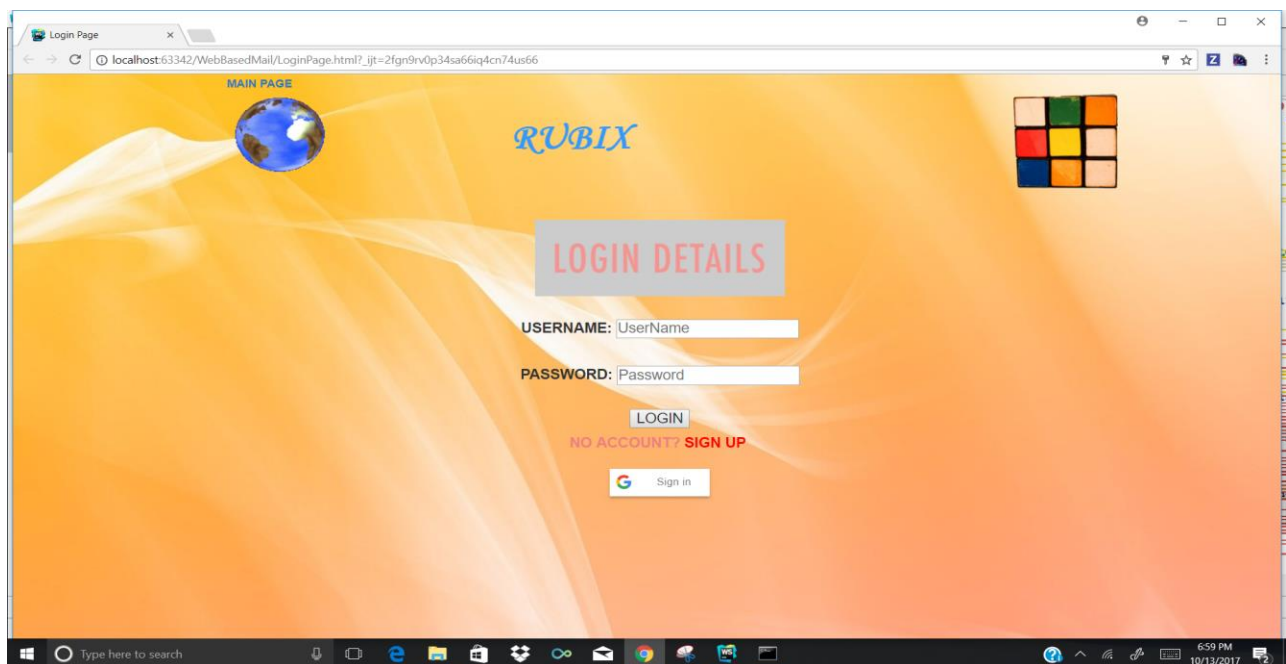 Login Page
localhost:63342/WebBasedMail/LoginPage.html?_ijt=2fgn9rv0p34sa66iq4cn74us66
Z
MAIN PAGE
RUBIX
LOGIN DETAILS
USERNAME: UserName
PASSWORD: Password
LOGIN
NO ACCOUNT? SIGN UP
G Sign in
Type here to search
WS
6:59 PM
10/13/2017